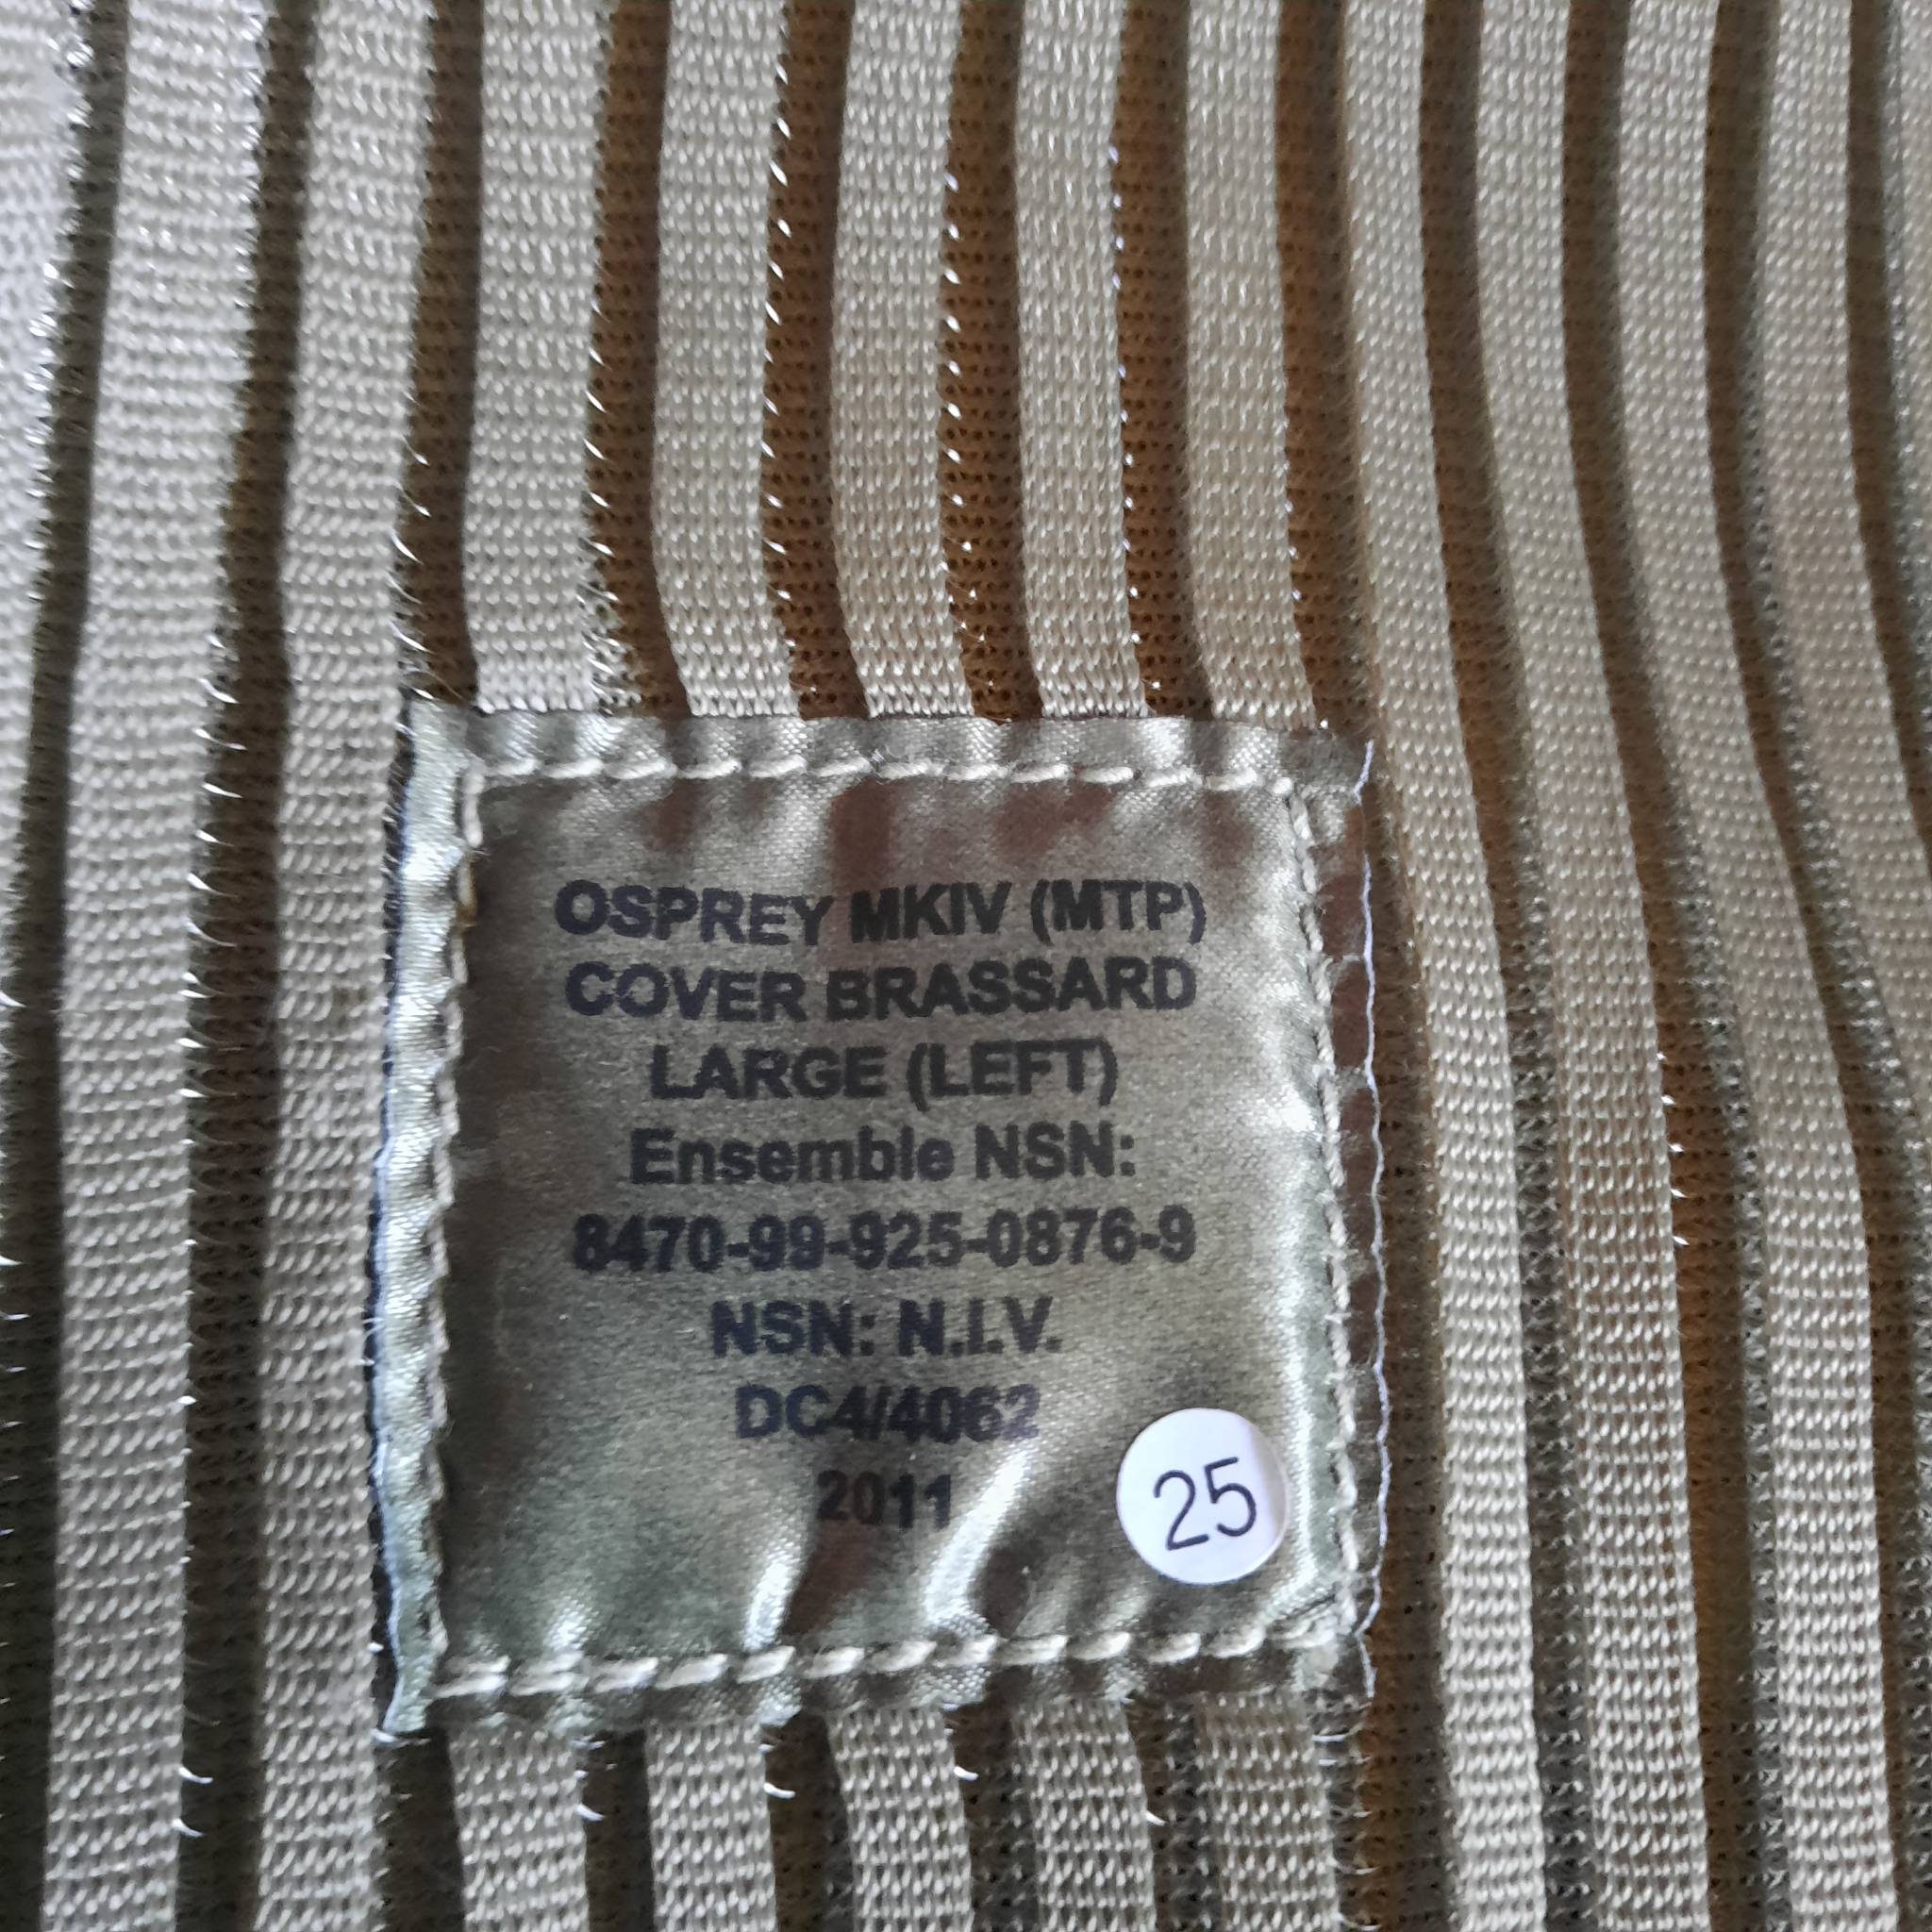 OSPREY MKIV (MTP)
COVER BRASSARD
LARGE (LEFT)
Ensemble NSN:
8470-99-925-0876-9
NSN: N.I.V.
DC4/4062
2011
25